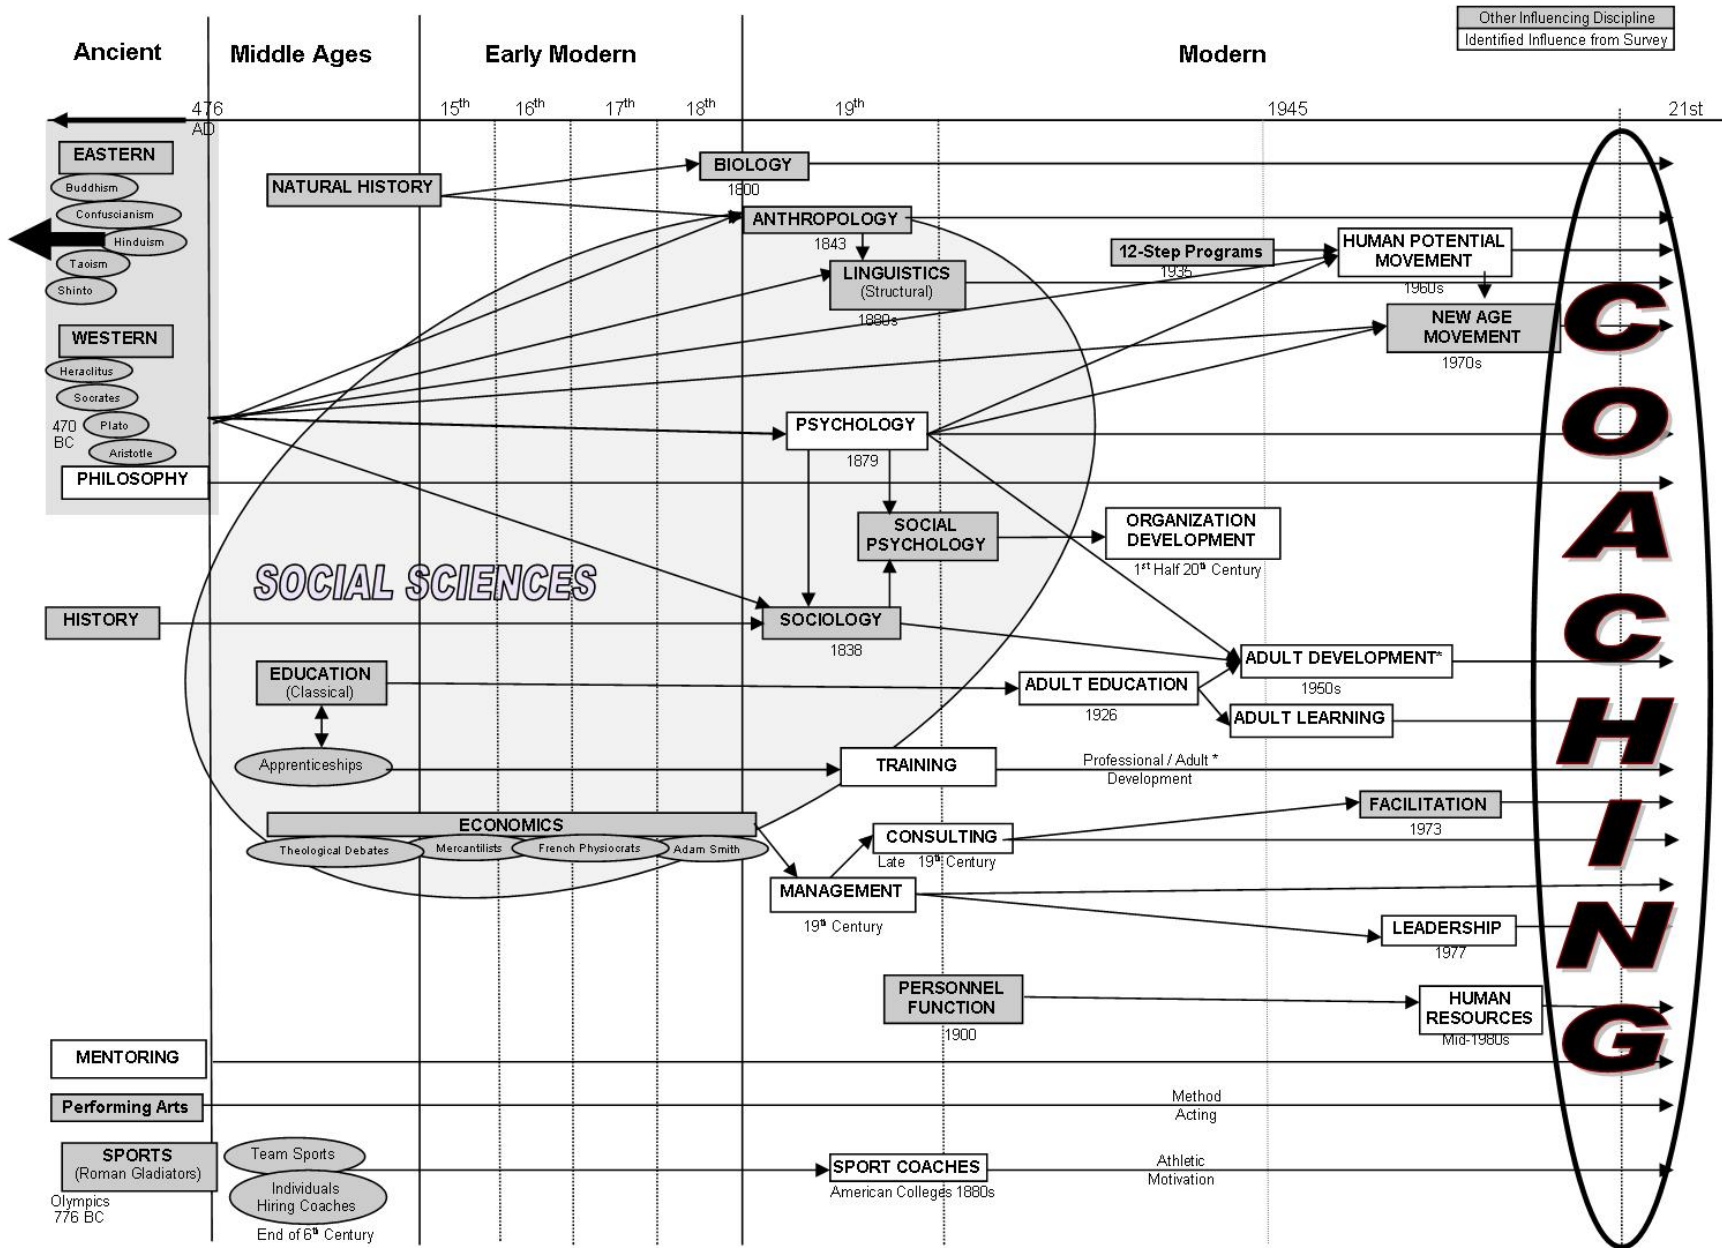 Other Influencing Discipline
Identified Influence from Survey
Ancient
Middle Ages
Early Modern
Modern
476
AD
15th
16th
17th
18th
19th
1945
21st
EASTERN
Buddhism
Confuscianism
Hinduism
Taoism
Shinto
WESTERN
Heraclitus
Socrates
470
BC
Plato
Aristotle
PHILOSOPHY
NATURAL HISTORY
BIOLOGY
1800
ANTHROPOLOGY
1843
LINGUISTICS
(Structural)
1880s
12-Step Programs
1935
HUMAN POTENTIAL
MOVEMENT
1960s
NEW AGE
MOVEMENT
1970s
PSYCHOLOGY
1879
SOCIAL
PSYCHOLOGY
ORGANIZATION
DEVELOPMENT
1st Half 20th Century
SOCIAL SCIENCES
HISTORY
SOCIOLOGY
1838
EDUCATION
(Classical)
ADULT EDUCATION
1926
ADULT DEVELOPMENT*
1950s
ADULT LEARNING
Apprenticeships
TRAINING
Professional / Adult *
Development
ECONOMICS
Theological Debates
Mercantilists
French Physiocrats
Adam Smith
CONSULTING
Late 19th Century
FACILITATION
1973
MANAGEMENT
19th Century
LEADERSHIP
1977
PERSONNEL
FUNCTION
1900
HUMAN
RESOURCES
Mid-1980s
MENTORING
Performing Arts
Method
Acting
SPORTS
(Roman Gladiators)
Olympics
776 BC
Team Sports
Individuals
Hiring Coaches
End of 6th Century
SPORT COACHES
American Colleges 1880s
Athletic
Motivation
COACHING